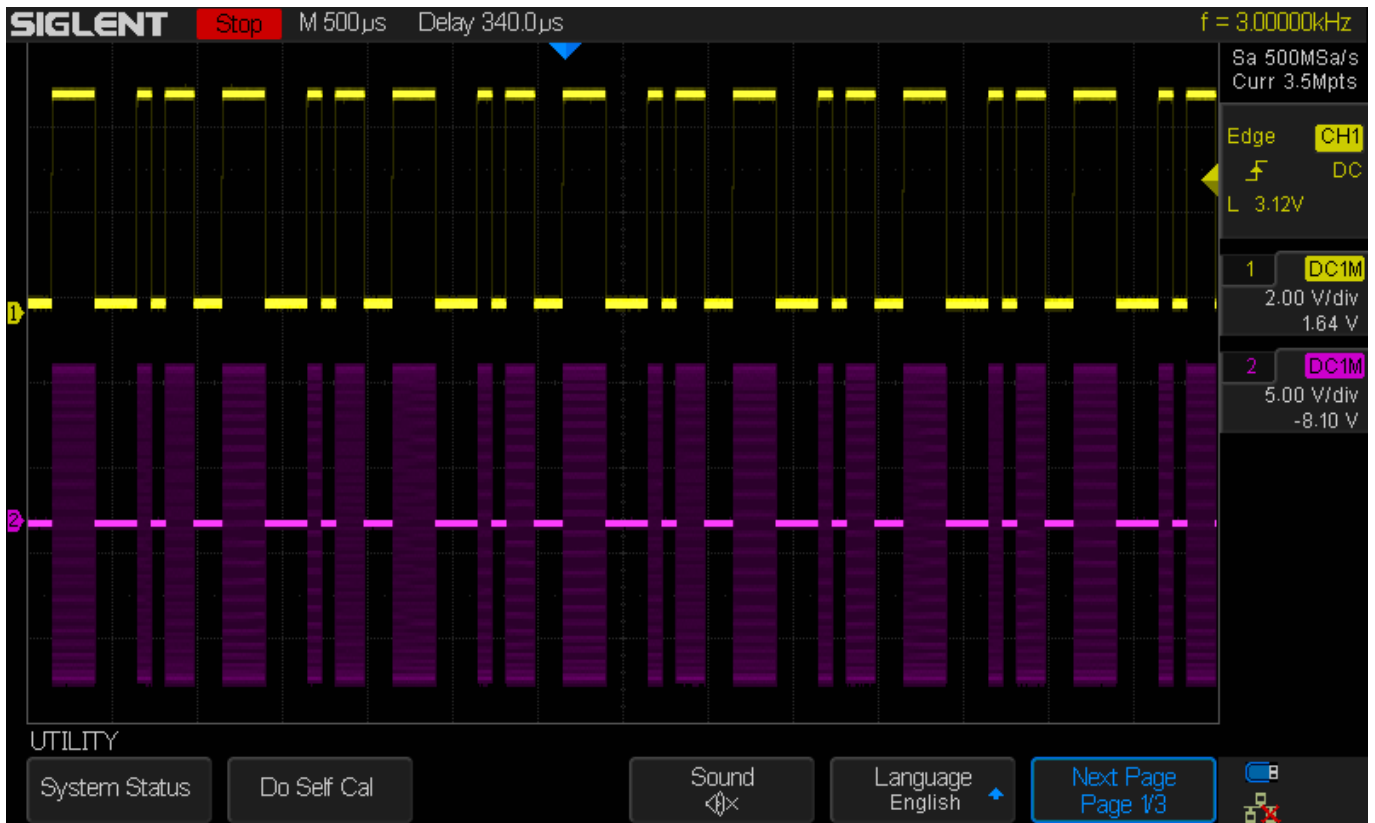 SIGLENT Stop M 500µs Delay 340.0µs f = 3.00000kHz
Sa 500MSa/s
Curr 3.5Mpts
Edge CH1
DC
L 3.12V
1 DC1M
2.00 V/div
1.64 V
2 DC1M
5.00 V/div
-8.10 V
1
2
UTILITY
System Status
Do Self Cal
Sound
Language
English
Next Page
Page 1/3